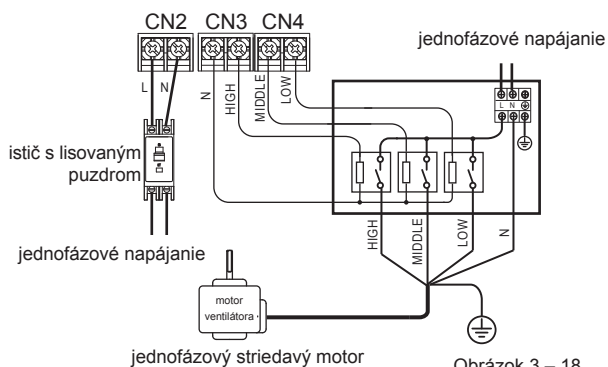 CN2 CN3 CN4
jednofázové napájanie
L N
N HIGH MIDDLE LOW
L N
istič s lisovaným
puzdrom
jednofázové napájanie
HIGH MIDDLE LOW N
motor
ventilátora
jednofázový striedavý motor
Obrázok 3 – 18